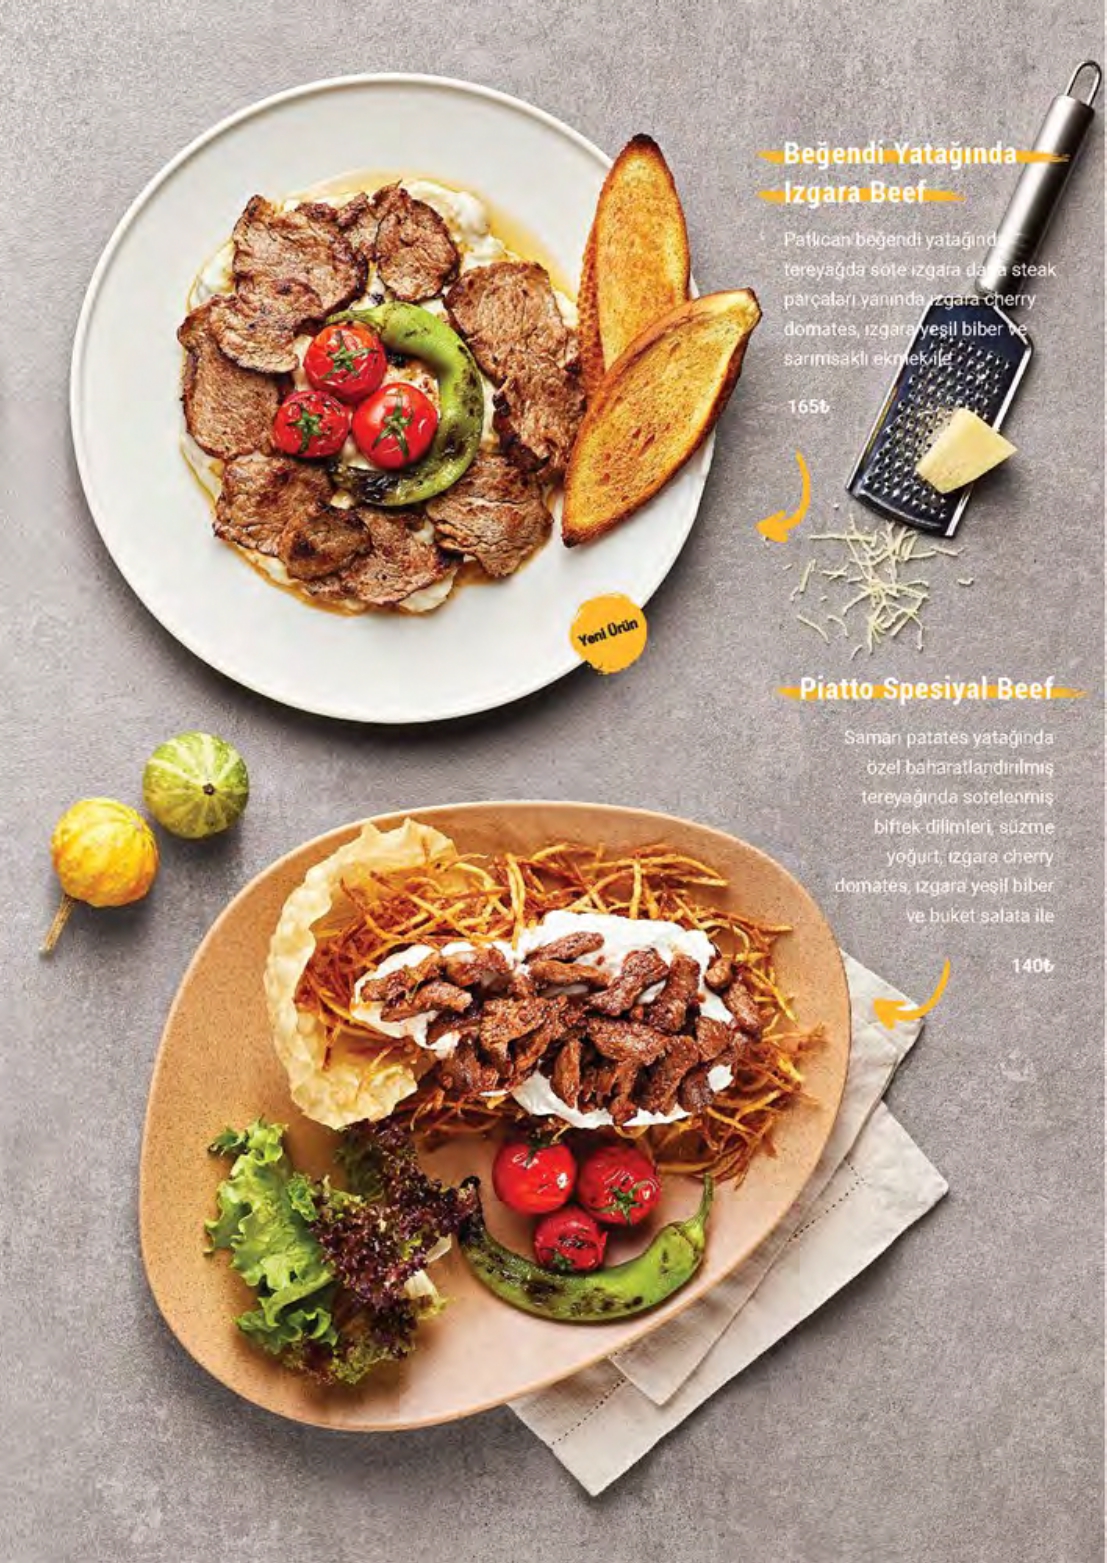 Beğendi Yatağında
Izgara Beef
Patlıcan beğendi yatağında
tereyağda sote ızgara dana steak
parçaları yanında ızgara cherry
domates, ızgara yeşil biber ve
sarımsaklı ekmek ile
165₺
Yeni Ürün
Piatto Spesiyal Beef
Saman patates yatağında
özel baharatlandırılmış
tereyağında sotelenmiş
biftek dilimleri, süzme
yoğurt, ızgara cherry
domates, ızgara yeşil biber
ve buket salata ile
140₺